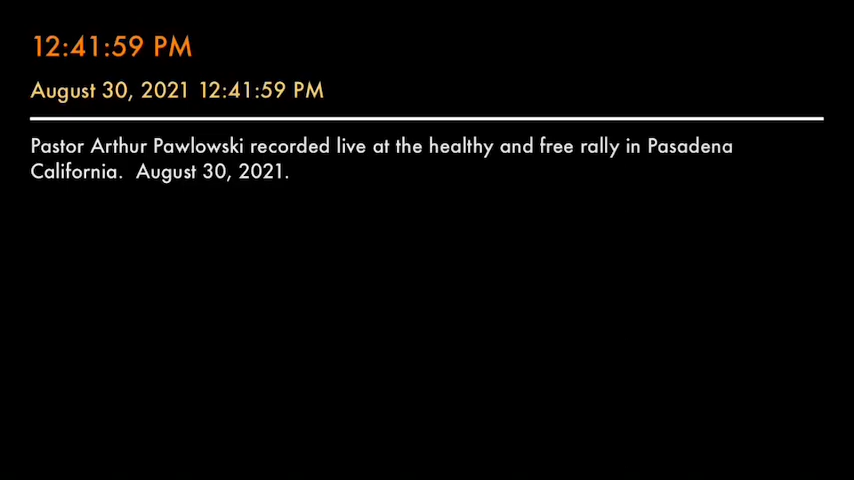 12:41:59 PM
August 30, 2021 12:41:59 PM
Pastor Arthur Pawlowski recorded live at the healthy and free rally in Pasadena
California.  August 30, 2021.